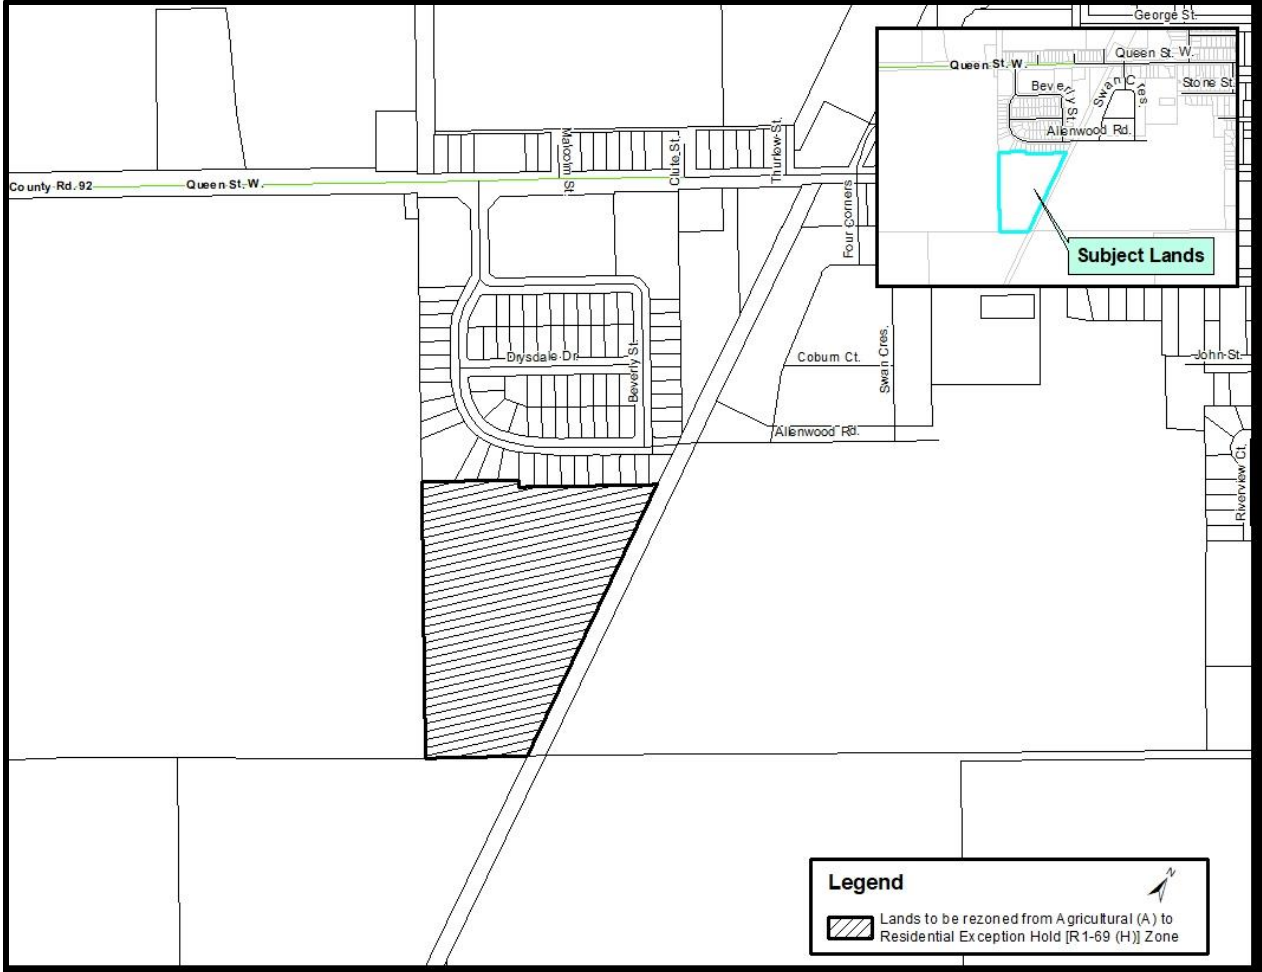 George St.
Queen St. W.
Queen St. W.
Beverly St.
Swan Cres.
Stone St.
Allenwood Rd.
Subject Lands
Malcolm St.
Clute St.
Thurlow St.
County Rd. 92
Queen St. W.
Four Corners
Drysdale Dr.
Beverly St.
Coburn Ct.
Swan Cres.
John St.
Allenwood Rd.
Riverview Ct.
Legend
N
Lands to be rezoned from Agricultural (A) to
Residential Exception Hold [R1-69 (H)] Zone